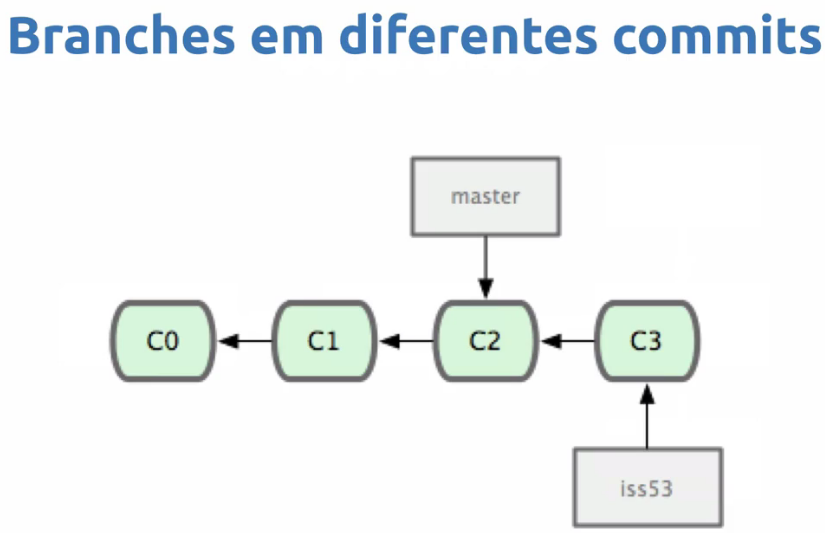 Branches em diferentes commits
master
C0 C1 C2 C3
iss53